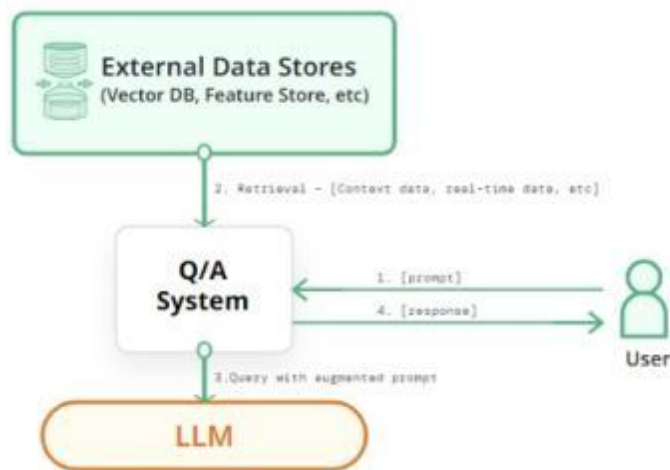 External Data Stores
(Vector DB, Feature Store, etc)
2. Retrieval - [Context data, real-time date, etc]
Q/A
System
1. [prompt]
4. [response]
User
3.Query with augmented prompt
LLM